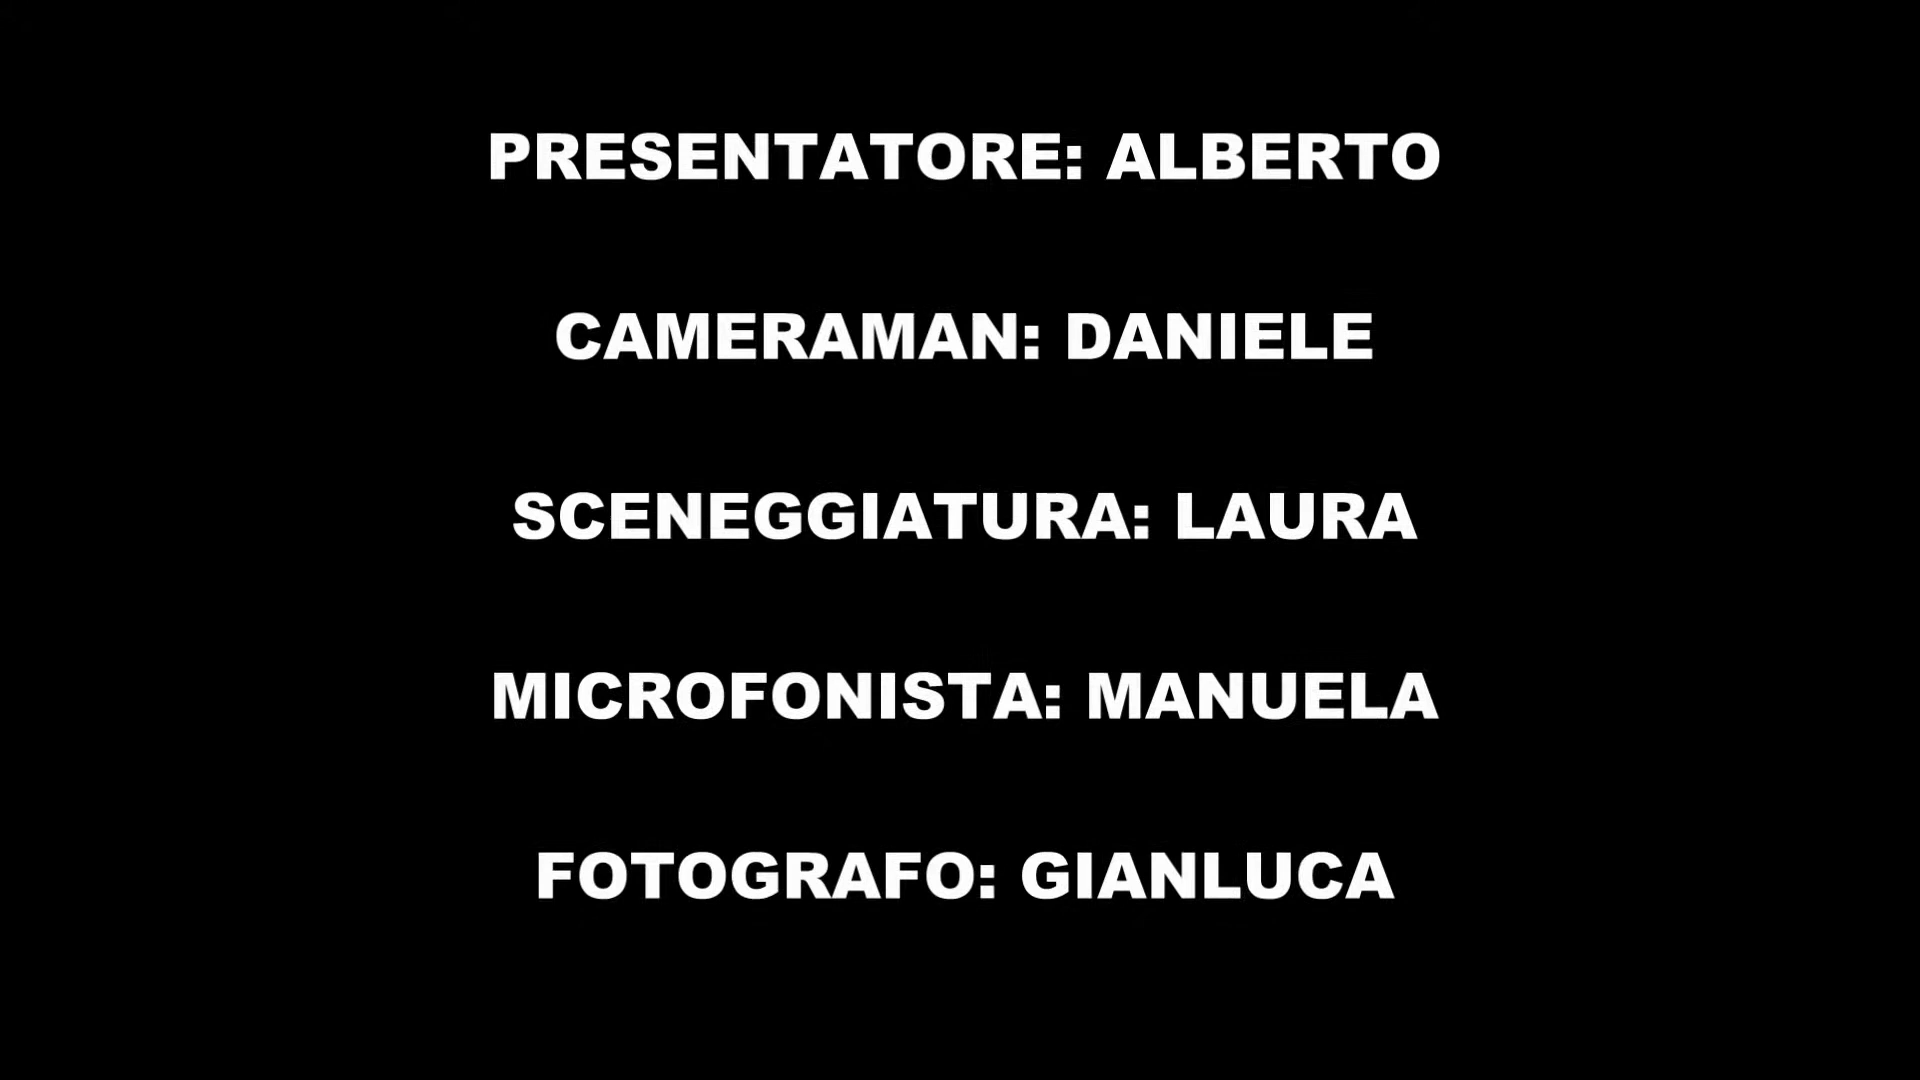 PRESENTATORE: ALBERTO
CAMERAMAN: DANIELE
SCENEGGIATURA: LAURA
MICROFONISTA: MANUELA
FOTOGRAFO: GIANLUCA